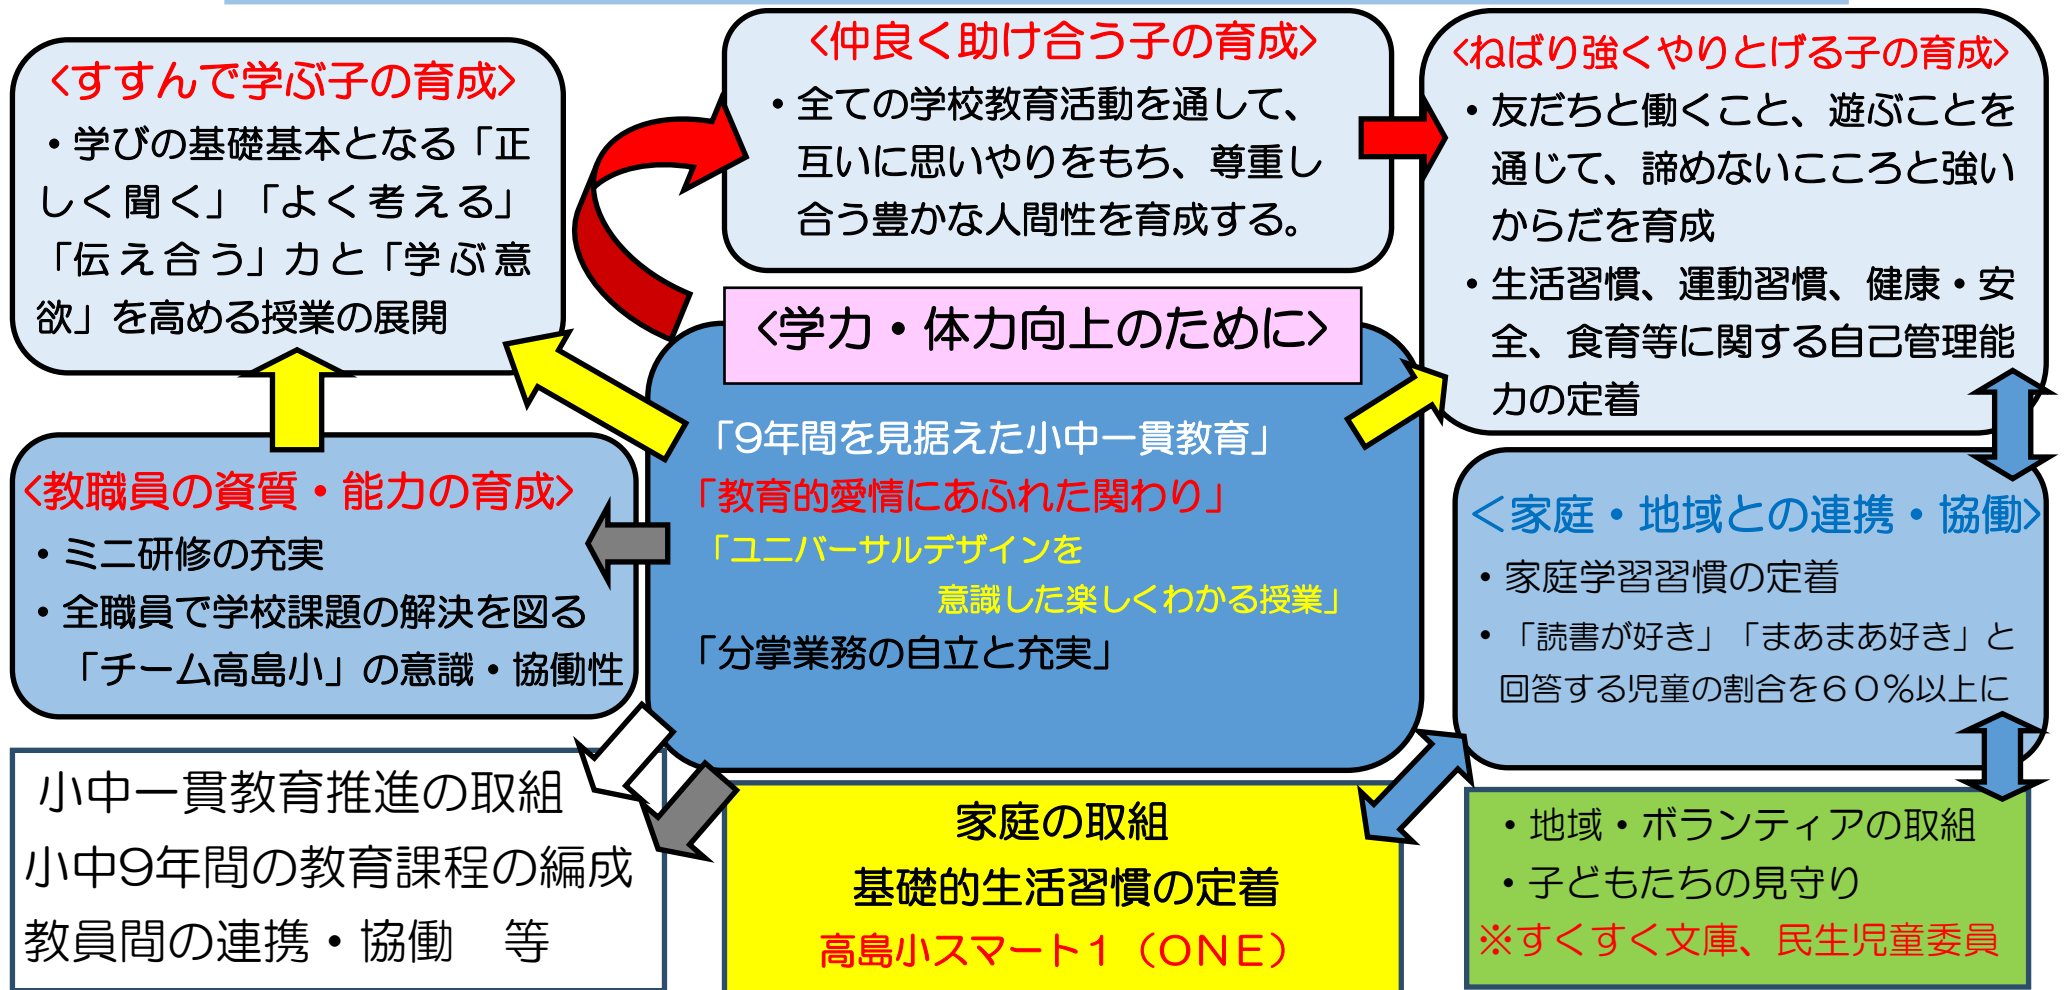 <すすんで学ぶ子の育成>
・学びの基礎基本となる「正
しく聞く」「よく考える」
「伝え合う」力と「学ぶ意
欲」を高める授業の展開
<仲良く助け合う子の育成>
・全ての学校教育活動を通して、
互いに思いやりをもち、尊重し
合う豊かな人間性を育成する。
<ねばり強くやりとげる子の育成>
・友だちと働くこと、遊ぶことを
通じて、諦めないこころと強い
からだを育成
・生活習慣、運動習慣、健康・安
全、食育等に関する自己管理能
力の定着
<学力・体力向上のために>
「9年間を見据えた小中一貫教育」
「教育的愛情にあふれた関わり」
「ユニバーサルデザインを
意識した楽しくわかる授業」
「分掌業務の自立と充実」
<教職員の資質・能力の育成>
・ミニ研修の充実
・全職員で学校課題の解決を図る
「チーム高島小」の意識・協働性
＜家庭・地域との連携・協働>
・家庭学習習慣の定着
・「読書が好き」「まあまあ好き」と
回答する児童の割合を６０％以上に
小中一貫教育推進の取組
小中9年間の教育課程の編成
教員間の連携・協働　等
家庭の取組
基礎的生活習慣の定着
高島小スマート１（ＯＮＥ）
・地域・ボランティアの取組
・子どもたちの見守り
※すくすく文庫、民生児童委員